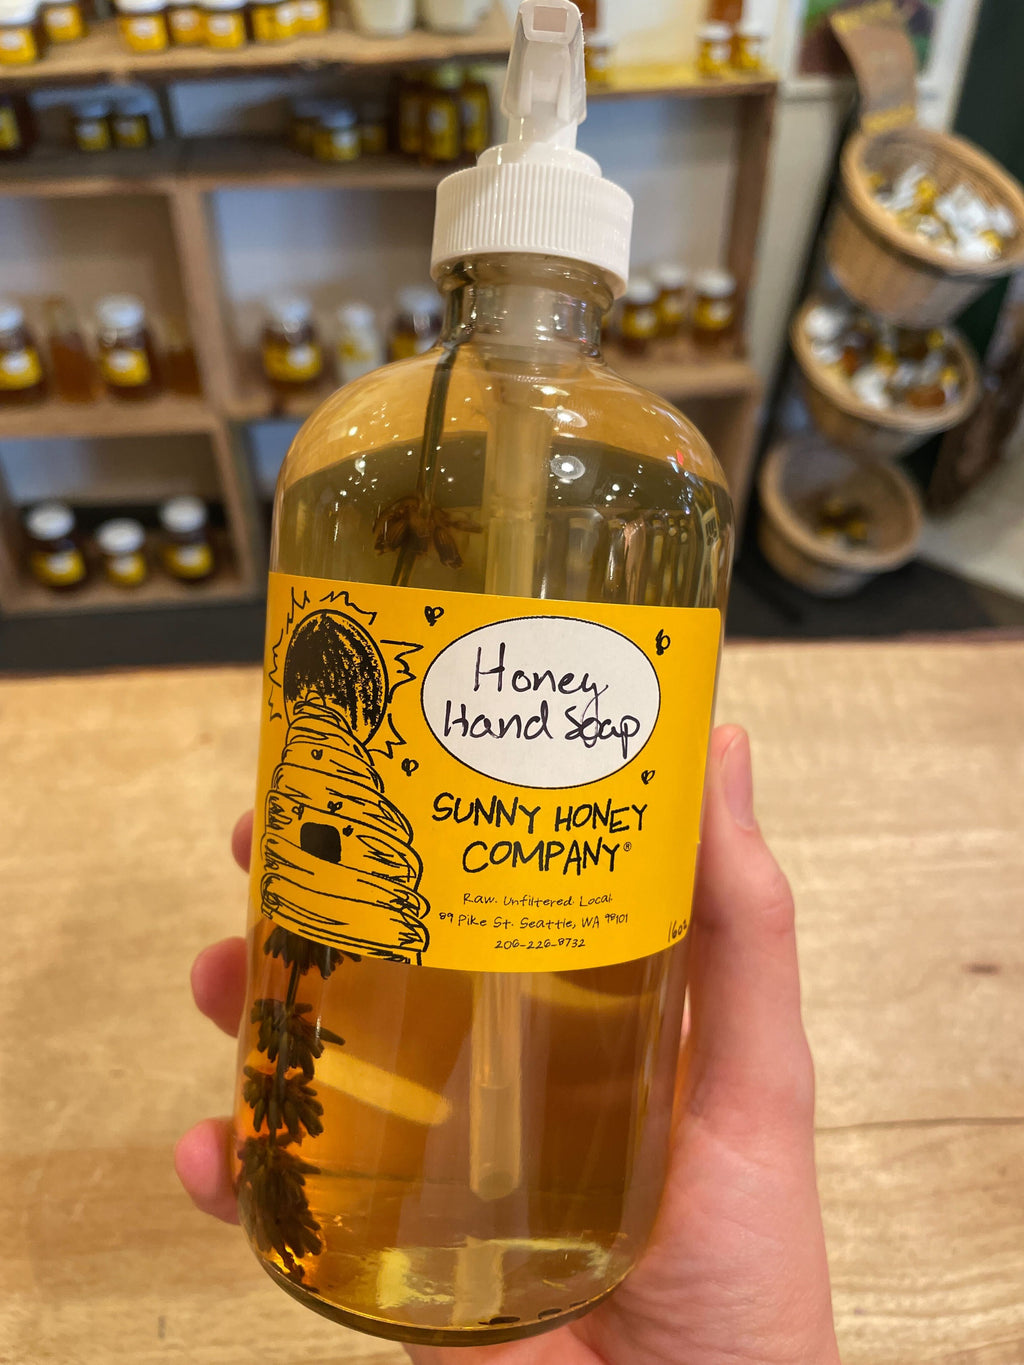 Honey
Hand Soap
SUNNY HONEY
COMPANY®
Raw. Unfiltered. Local.
89 Pike St. Seattle, WA 98101
206-226-8732
16oz